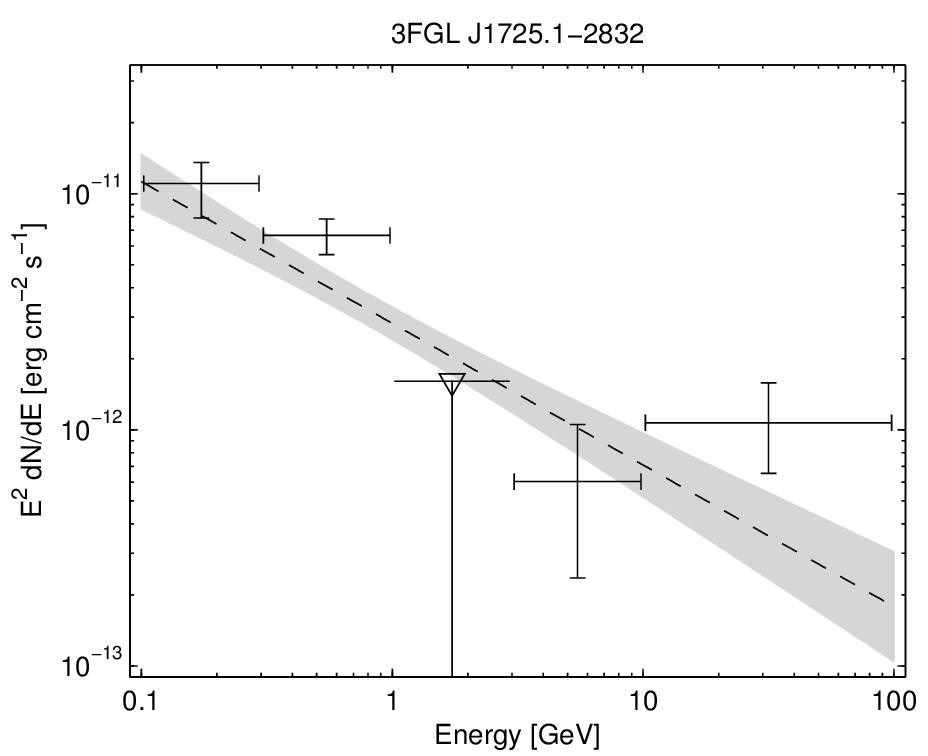 3FGL J1725.1−2832
E² dN/dE [erg cm⁻² s⁻¹]
10⁻¹¹
10⁻¹²
10⁻¹³
0.1 1 10 100
Energy [GeV]